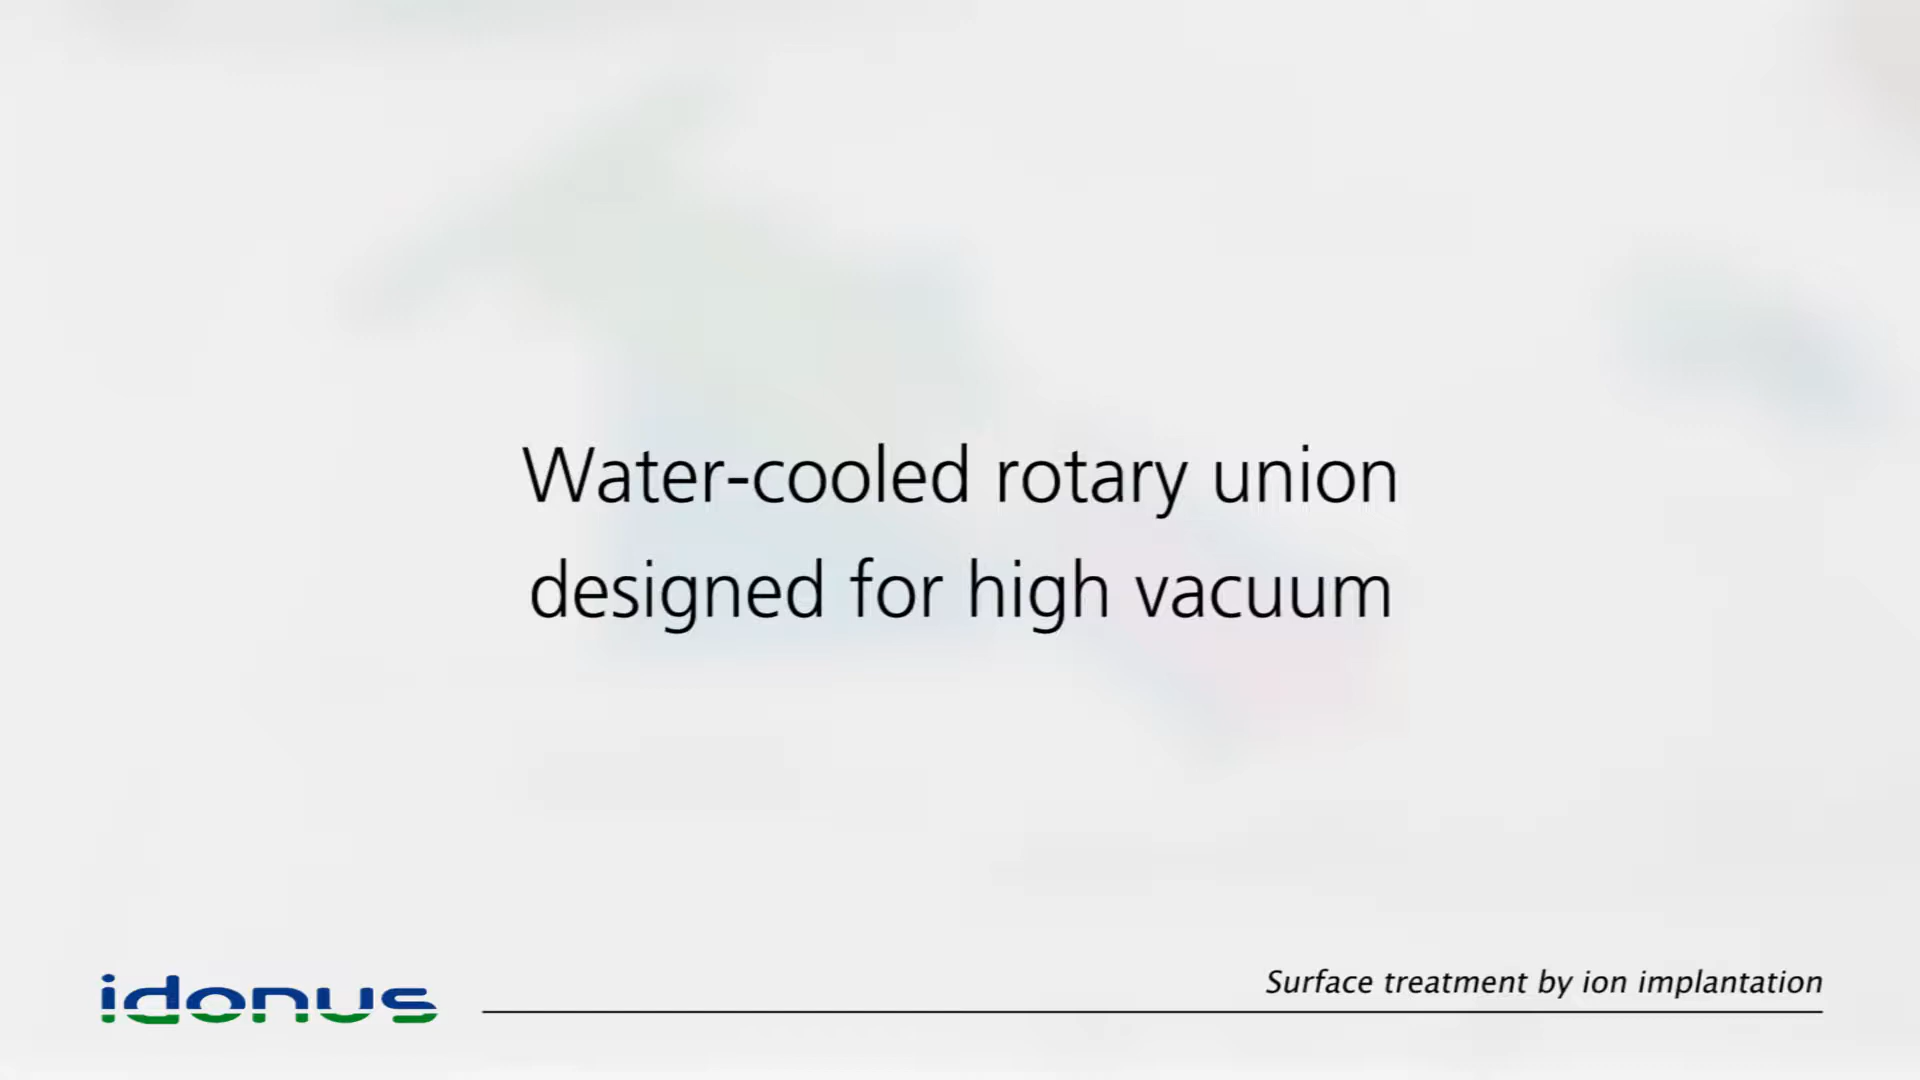 Water-cooled rotary union
designed for high vacuum
idonus
Surface treatment by ion implantation